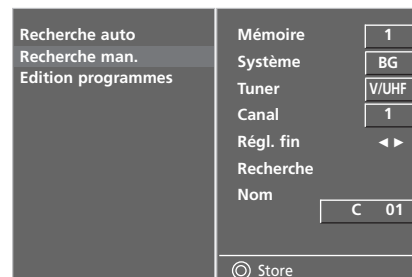 Recherche auto
Recherche man.
Edition programmes
Mémoire 1
Système BG
Tuner V/UHF
Canal 1
Régl. fin ◄ ►
Recherche
Nom
C 01
Store